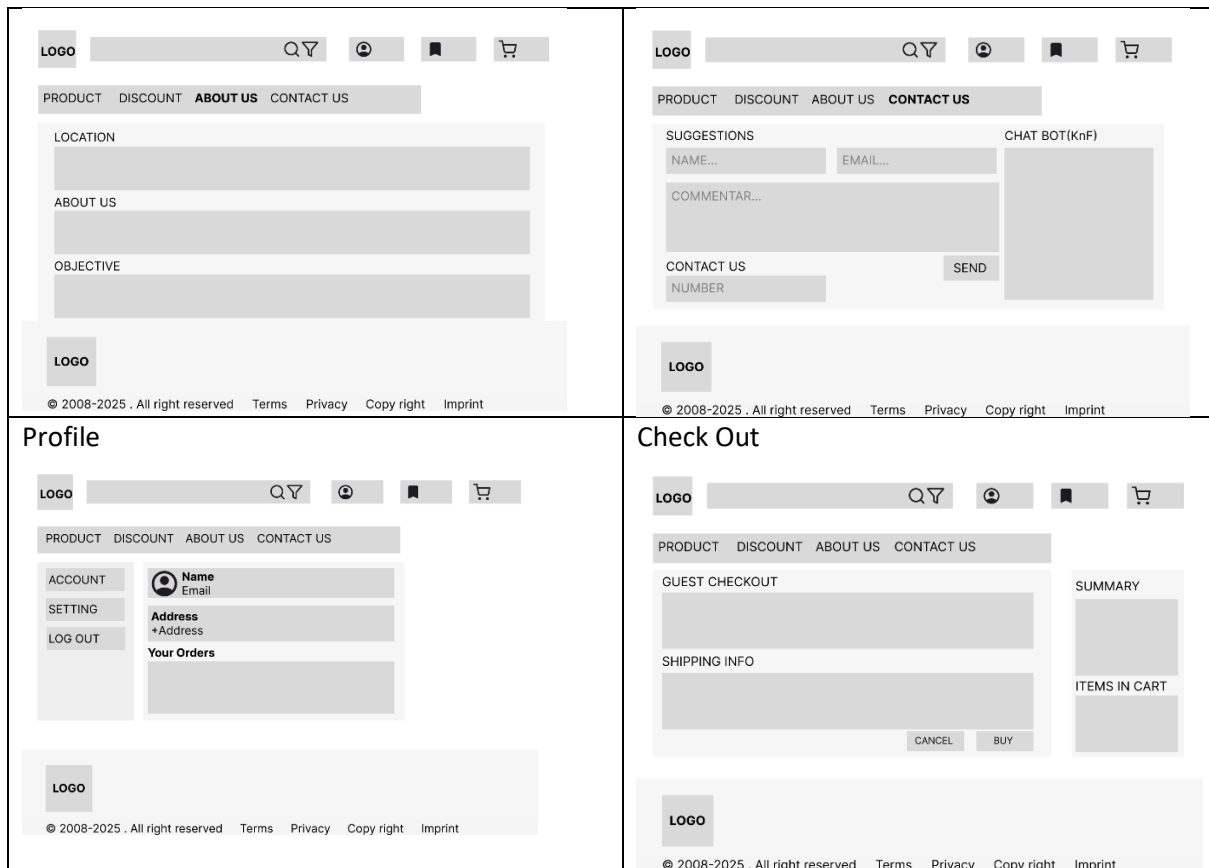 LOGO
PRODUCT DISCOUNT ABOUT US CONTACT US
LOCATION
ABOUT US
OBJECTIVE
LOGO
© 2008-2025 . All right reserved Terms Privacy Copy right Imprint
LOGO
PRODUCT DISCOUNT ABOUT US CONTACT US
SUGGESTIONS CHAT BOT(KnF)
NAME... EMAIL...
COMMENTAR...
CONTACT US SEND
NUMBER
LOGO
© 2008-2025 . All right reserved Terms Privacy Copy right Imprint
Profile
LOGO
PRODUCT DISCOUNT ABOUT US CONTACT US
ACCOUNT
SETTING
LOG OUT
Name
Email
Address
+Address
Your Orders
LOGO
© 2008-2025 . All right reserved Terms Privacy Copy right Imprint
Check Out
LOGO
PRODUCT DISCOUNT ABOUT US CONTACT US
GUEST CHECKOUT
SHIPPING INFO
CANCEL BUY
SUMMARY
ITEMS IN CART
LOGO
© 2008-2025 . All right reserved Terms Privacy Copy right Imprint